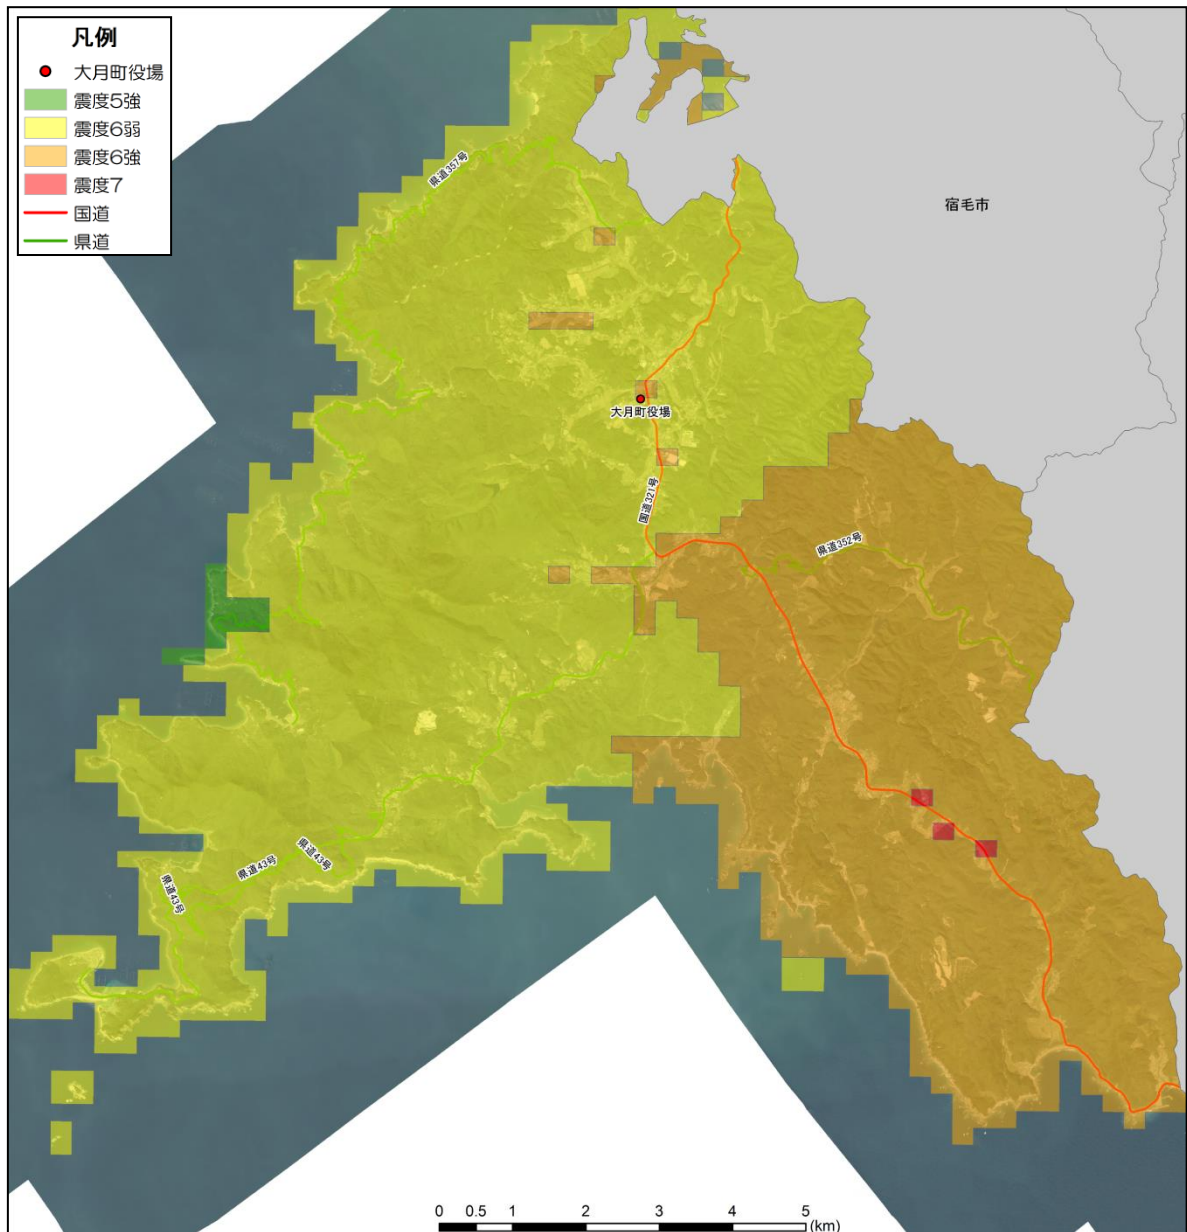 凡例
大月町役場
震度5強
震度6弱
震度6強
震度7
国道
県道
県道357号
宿毛市
大月町役場
国道321号
県道352号
県道43号
県道43号
県道43号
0 0.5 1 2 3 4 5
(km)